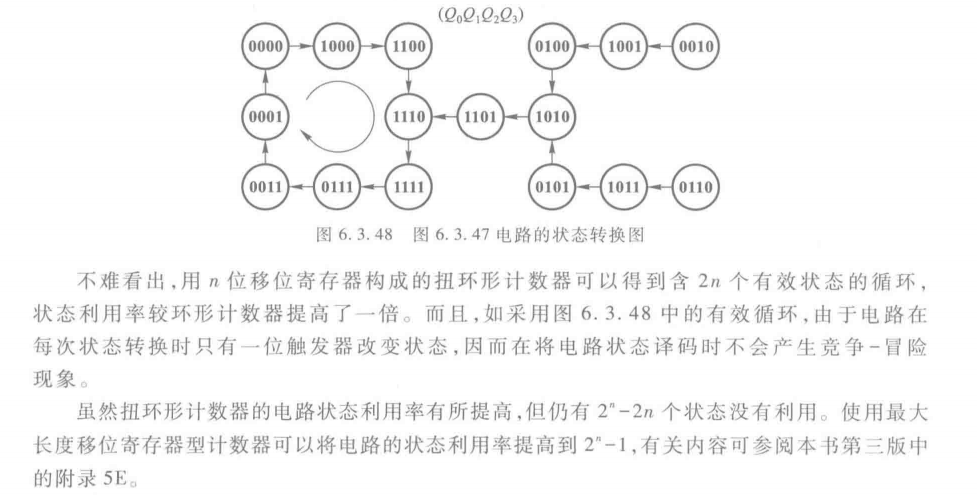 (Q₀Q₁Q₂Q₃)
0000 1000 1100 0100 1001 0010
0001 1110 1101 1010
0011 0111 1111 0101 1011 0110
图 6.3.48 图 6.3.47 电路的状态转换图
不难看出,用 n 位移位寄存器构成的扭环形计数器可以得到含 2n 个有效状态的循环,
状态利用率较环形计数器提高了一倍。而且,如采用图 6.3.48 中的有效循环,由于电路在
每次状态转换时只有一位触发器改变状态,因而在将电路状态译码时不会产生竞争-冒险
现象。
虽然扭环形计数器的电路状态利用率有所提高,但仍有 2ⁿ-2n 个状态没有利用。使用最大
长度移位寄存器型计数器可以将电路的状态利用率提高到 2ⁿ-1,有关内容可参阅本书第三版中
的附录 5E。